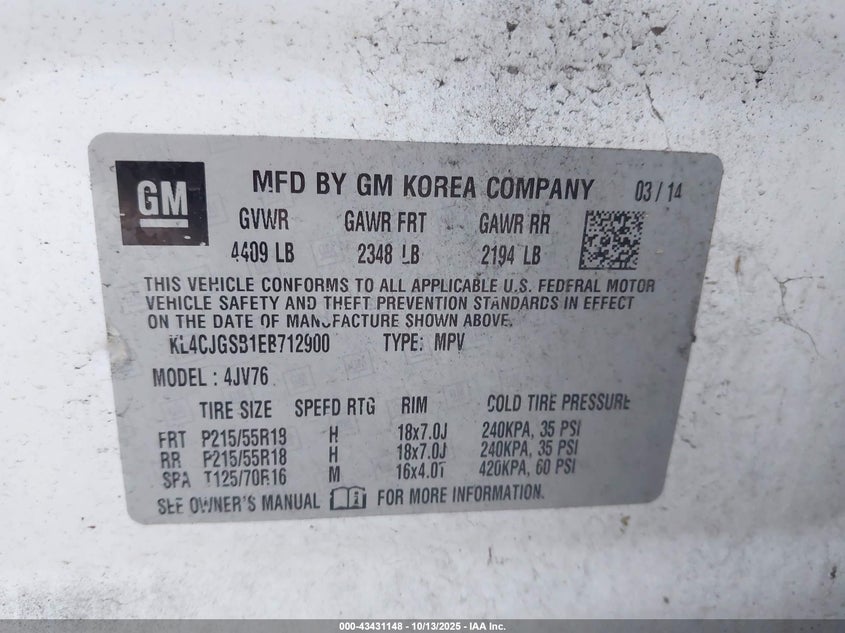 GM
MFD BY GM KOREA COMPANY 03 / 14
GVWR GAWR FRT GAWR RR
4409 LB 2348 LB 2194 LB
THIS VEHICLE CONFORMS TO ALL APPLICABLE U.S. FEDERAL MOTOR
VEHICLE SAFETY AND THEFT PREVENTION STANDARDS IN EFFECT
ON THE DATE OF MANUFACTURE SHOWN ABOVE.
KL4CJGSB1EB712900 TYPE: MPV
MODEL : 4JV76
TIRE SIZE SPEED RTG RIM COLD TIRE PRESSURE
FRT P215/55R18 H 18x7.0J 240KPA, 35 PSI
RR P215/55R18 H 18x7.0J 240KPA, 35 PSI
SPA T125/70R16 M 16x4.0T 420KPA, 60 PSI
SEE OWNER'S MANUAL FOR MORE INFORMATION.
000-43431148 - 10/13/2025 - IAA Inc.